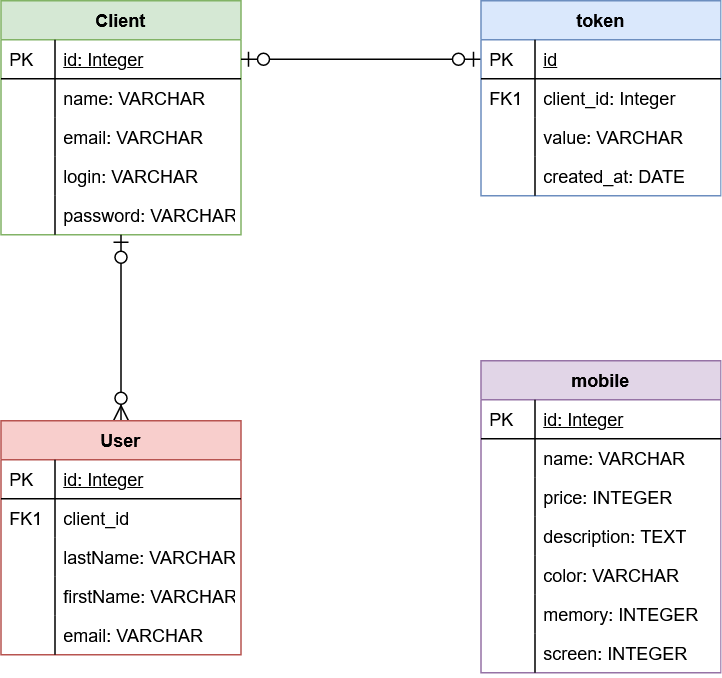 Client
PK id: Integer
name: VARCHAR
email: VARCHAR
login: VARCHAR
password: VARCHAR
token
PK id
FK1 client_id: Integer
value: VARCHAR
created_at: DATE
User
PK id: Integer
FK1 client_id
lastName: VARCHAR
firstName: VARCHAR
email: VARCHAR
mobile
PK id: Integer
name: VARCHAR
price: INTEGER
description: TEXT
color: VARCHAR
memory: INTEGER
screen: INTEGER